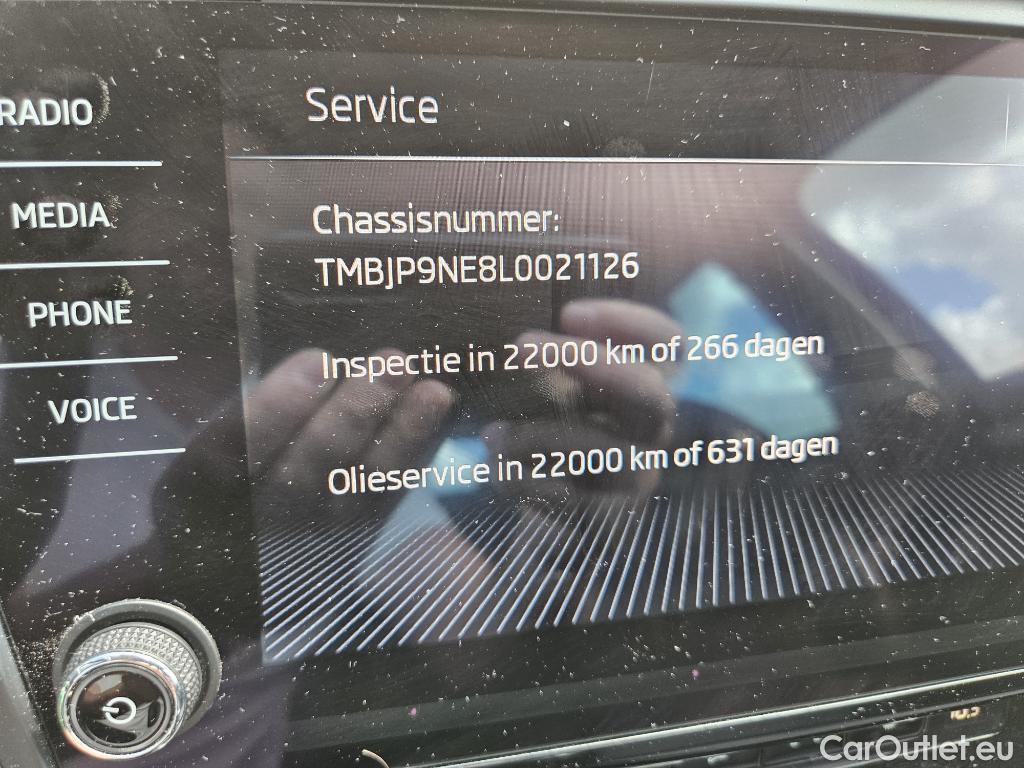 RADIO
MEDIA
PHONE
VOICE
Service
Chassisnummer:
TMBJP9NE8L0021126
Inspectie in 22000 km of 266 dagen
Olieservice in 22000 km of 631 dagen
CarOutlet.eu